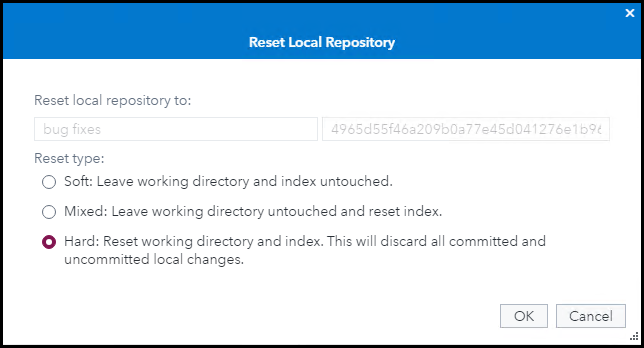 Reset Local Repository
Reset local repository to:
bug fixes 4965d55f46a209b0a77e45d041276e1b96
Reset type:
Soft: Leave working directory and index untouched.
Mixed: Leave working directory untouched and reset index.
Hard: Reset working directory and index. This will discard all committed and
uncommitted local changes.
OK Cancel